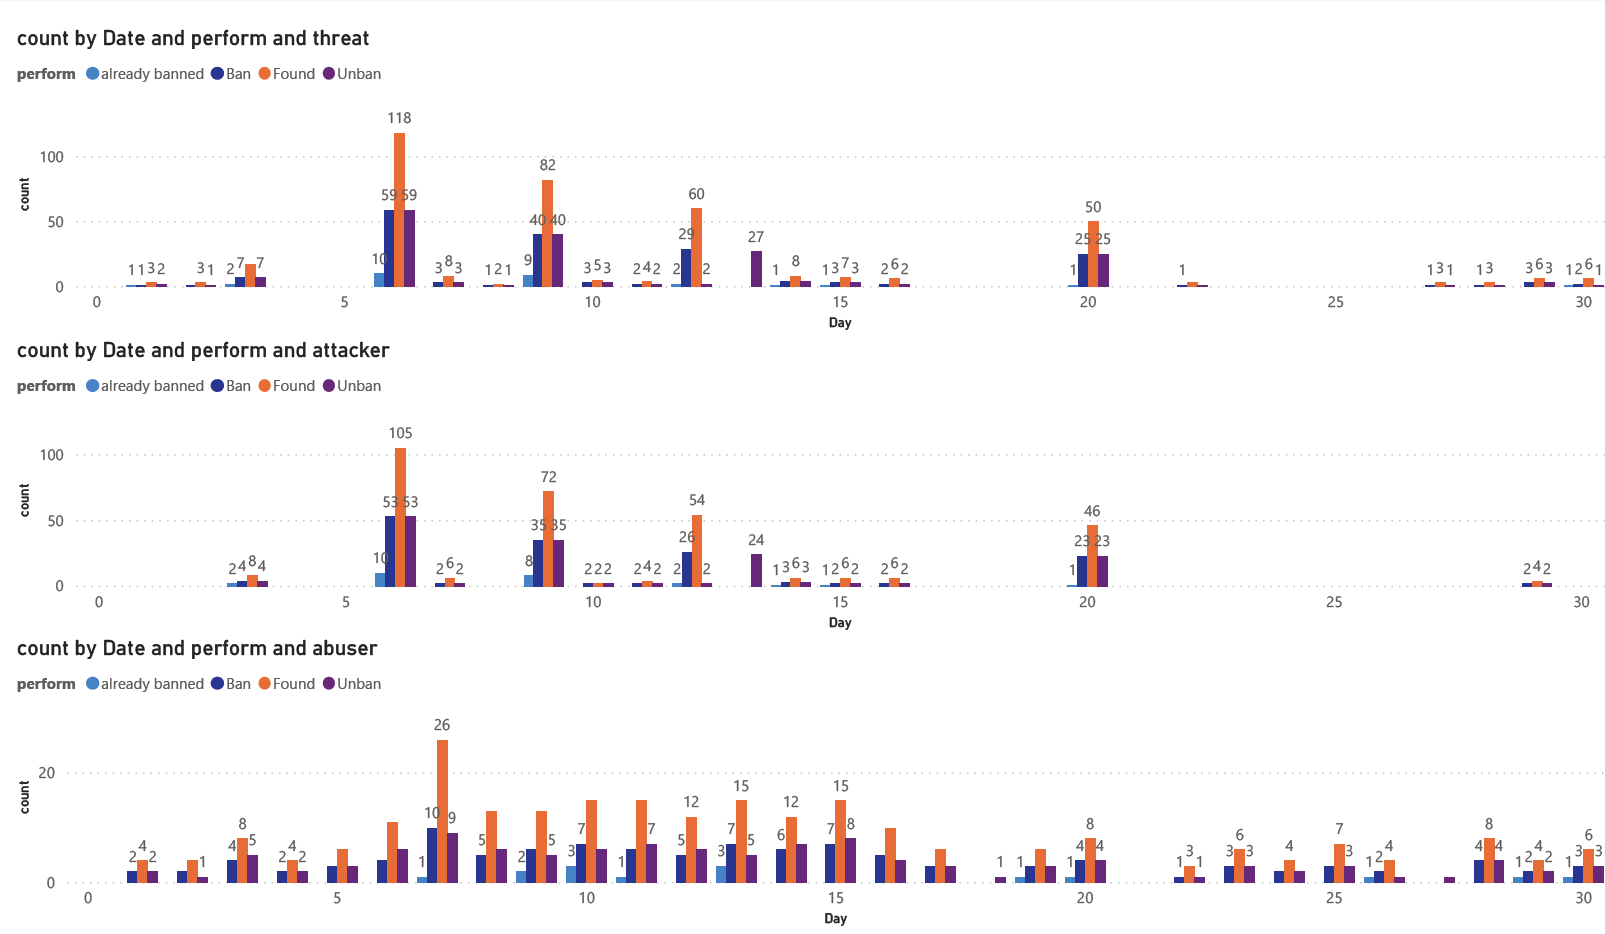 count by Date and perform and threat
perform already banned Ban Found Unban
118
100
82
60
59 59
50
50
40 40
29
27
25 25
10
9
1 1 3 2 3 1 2 7 7 3 8 3 1 2 1 3 5 3 2 4 2 2 2 1 8 1 3 7 3 2 6 2 1 1 1 3 1 1 3 3 6 3 1 2 6 1
0
0 5 10 15 20 25 30
count
Day
count by Date and perform and attacker
perform already banned Ban Found Unban
105
100
72
54
53 53
50
46
35 35
26
24
23 23
10
8
2 4 8 4 2 6 2 2 2 2 2 4 2 2 2 1 3 6 3 1 2 6 2 2 6 2 1 2 4 2
0
0 5 10 15 20 25 30
count
Day
count by Date and perform and abuser
perform already banned Ban Found Unban
26
20
15 15
12 12
10 9
8 8 8
7 7 7 7 8 7
2 4 2 1 4 5 2 4 2 1 5 2 5 3 1 5 3 5 6 1 1 1 4 4 1 3 1 3 6 3 4 3 1 2 4 4 4 1 2 4 2 1 3 6 3
0
0 5 10 15 20 25 30
count
Day